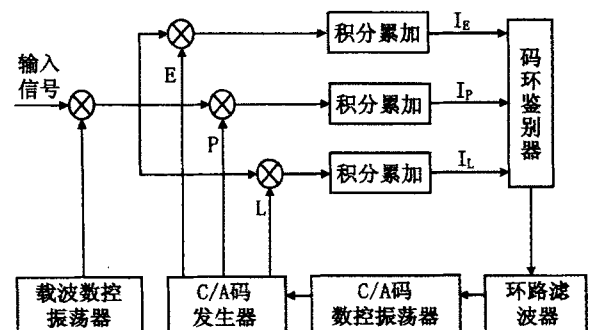 输入
信号
E
P
L
积分累加
积分累加
积分累加
I_E
I_P
I_L
码环鉴别器
载波数控
振荡器
C/A码
发生器
C/A码
数控振荡器
环路滤
波器